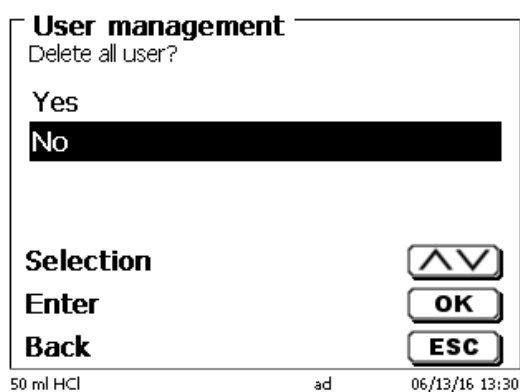 User management
Delete all user?
Yes
No
Selection
Enter OK
Back ESC
50 ml HCl ad 06/13/16 13:30